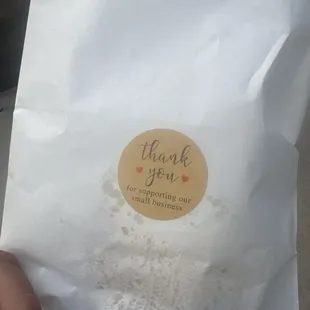 thank
you
for supporting our
small business